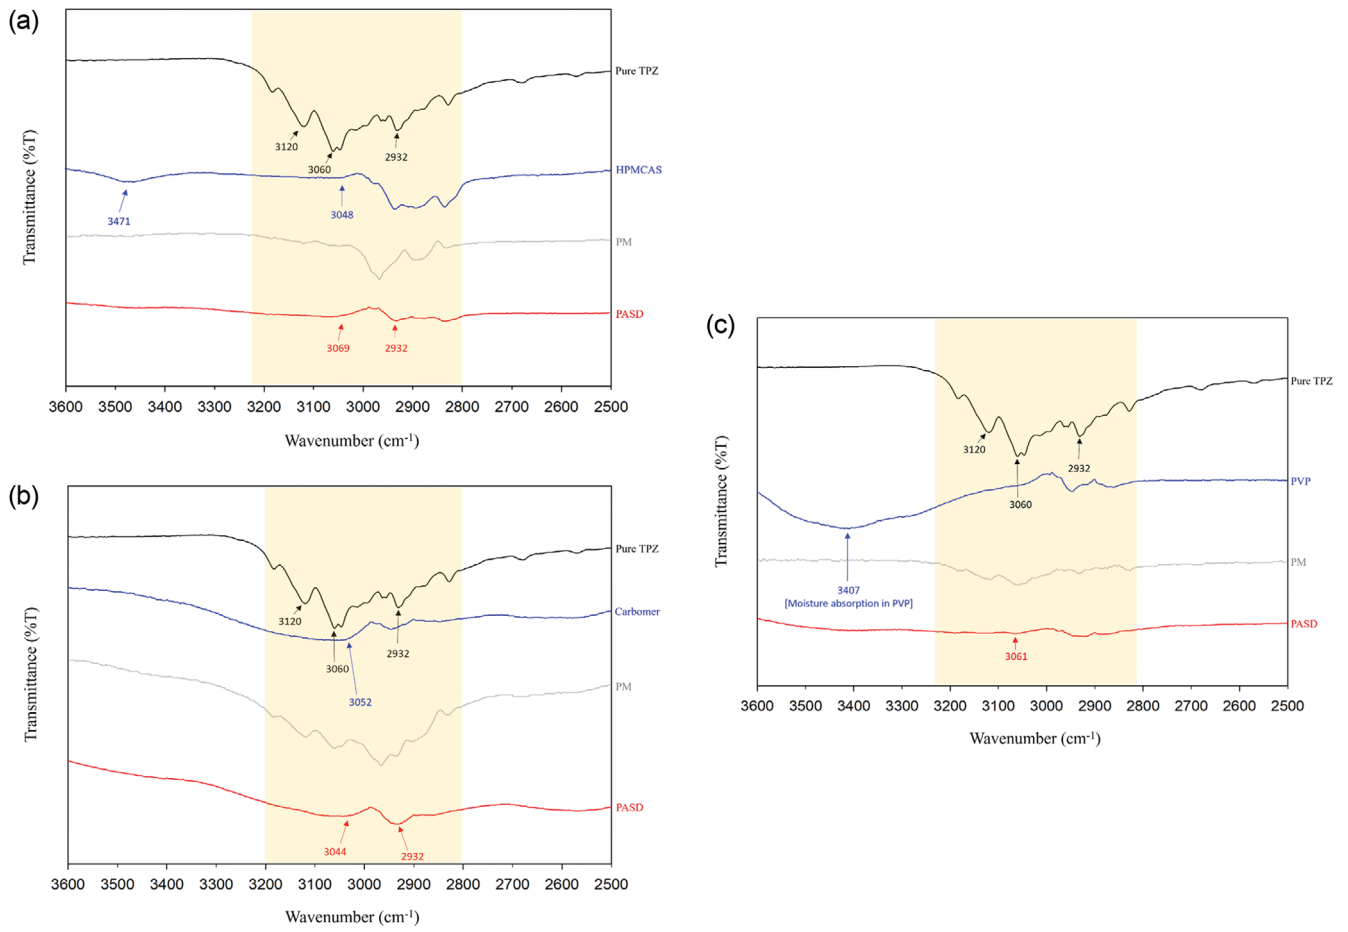 (a)
Pure TPZ
3120
3060
2932
HPMCAS
3471
3048
PM
PASD
3069
2932
Transmittance (%T)
3600 3500 3400 3300 3200 3100 3000 2900 2800 2700 2600 2500
Wavenumber (cm-1)
(b)
Pure TPZ
Carbomer
3120
3060
2932
3052
PM
PASD
3044
2932
Transmittance (%T)
3600 3500 3400 3300 3200 3100 3000 2900 2800 2700 2600 2500
Wavenumber (cm-1)
(c)
Pure TPZ
3120
2932
3060
PVP
PM
3407
[Moisture absorption in PVP]
PASD
3061
Transmittance (%T)
3600 3500 3400 3300 3200 3100 3000 2900 2800 2700 2600 2500
Wavenumber (cm-1)